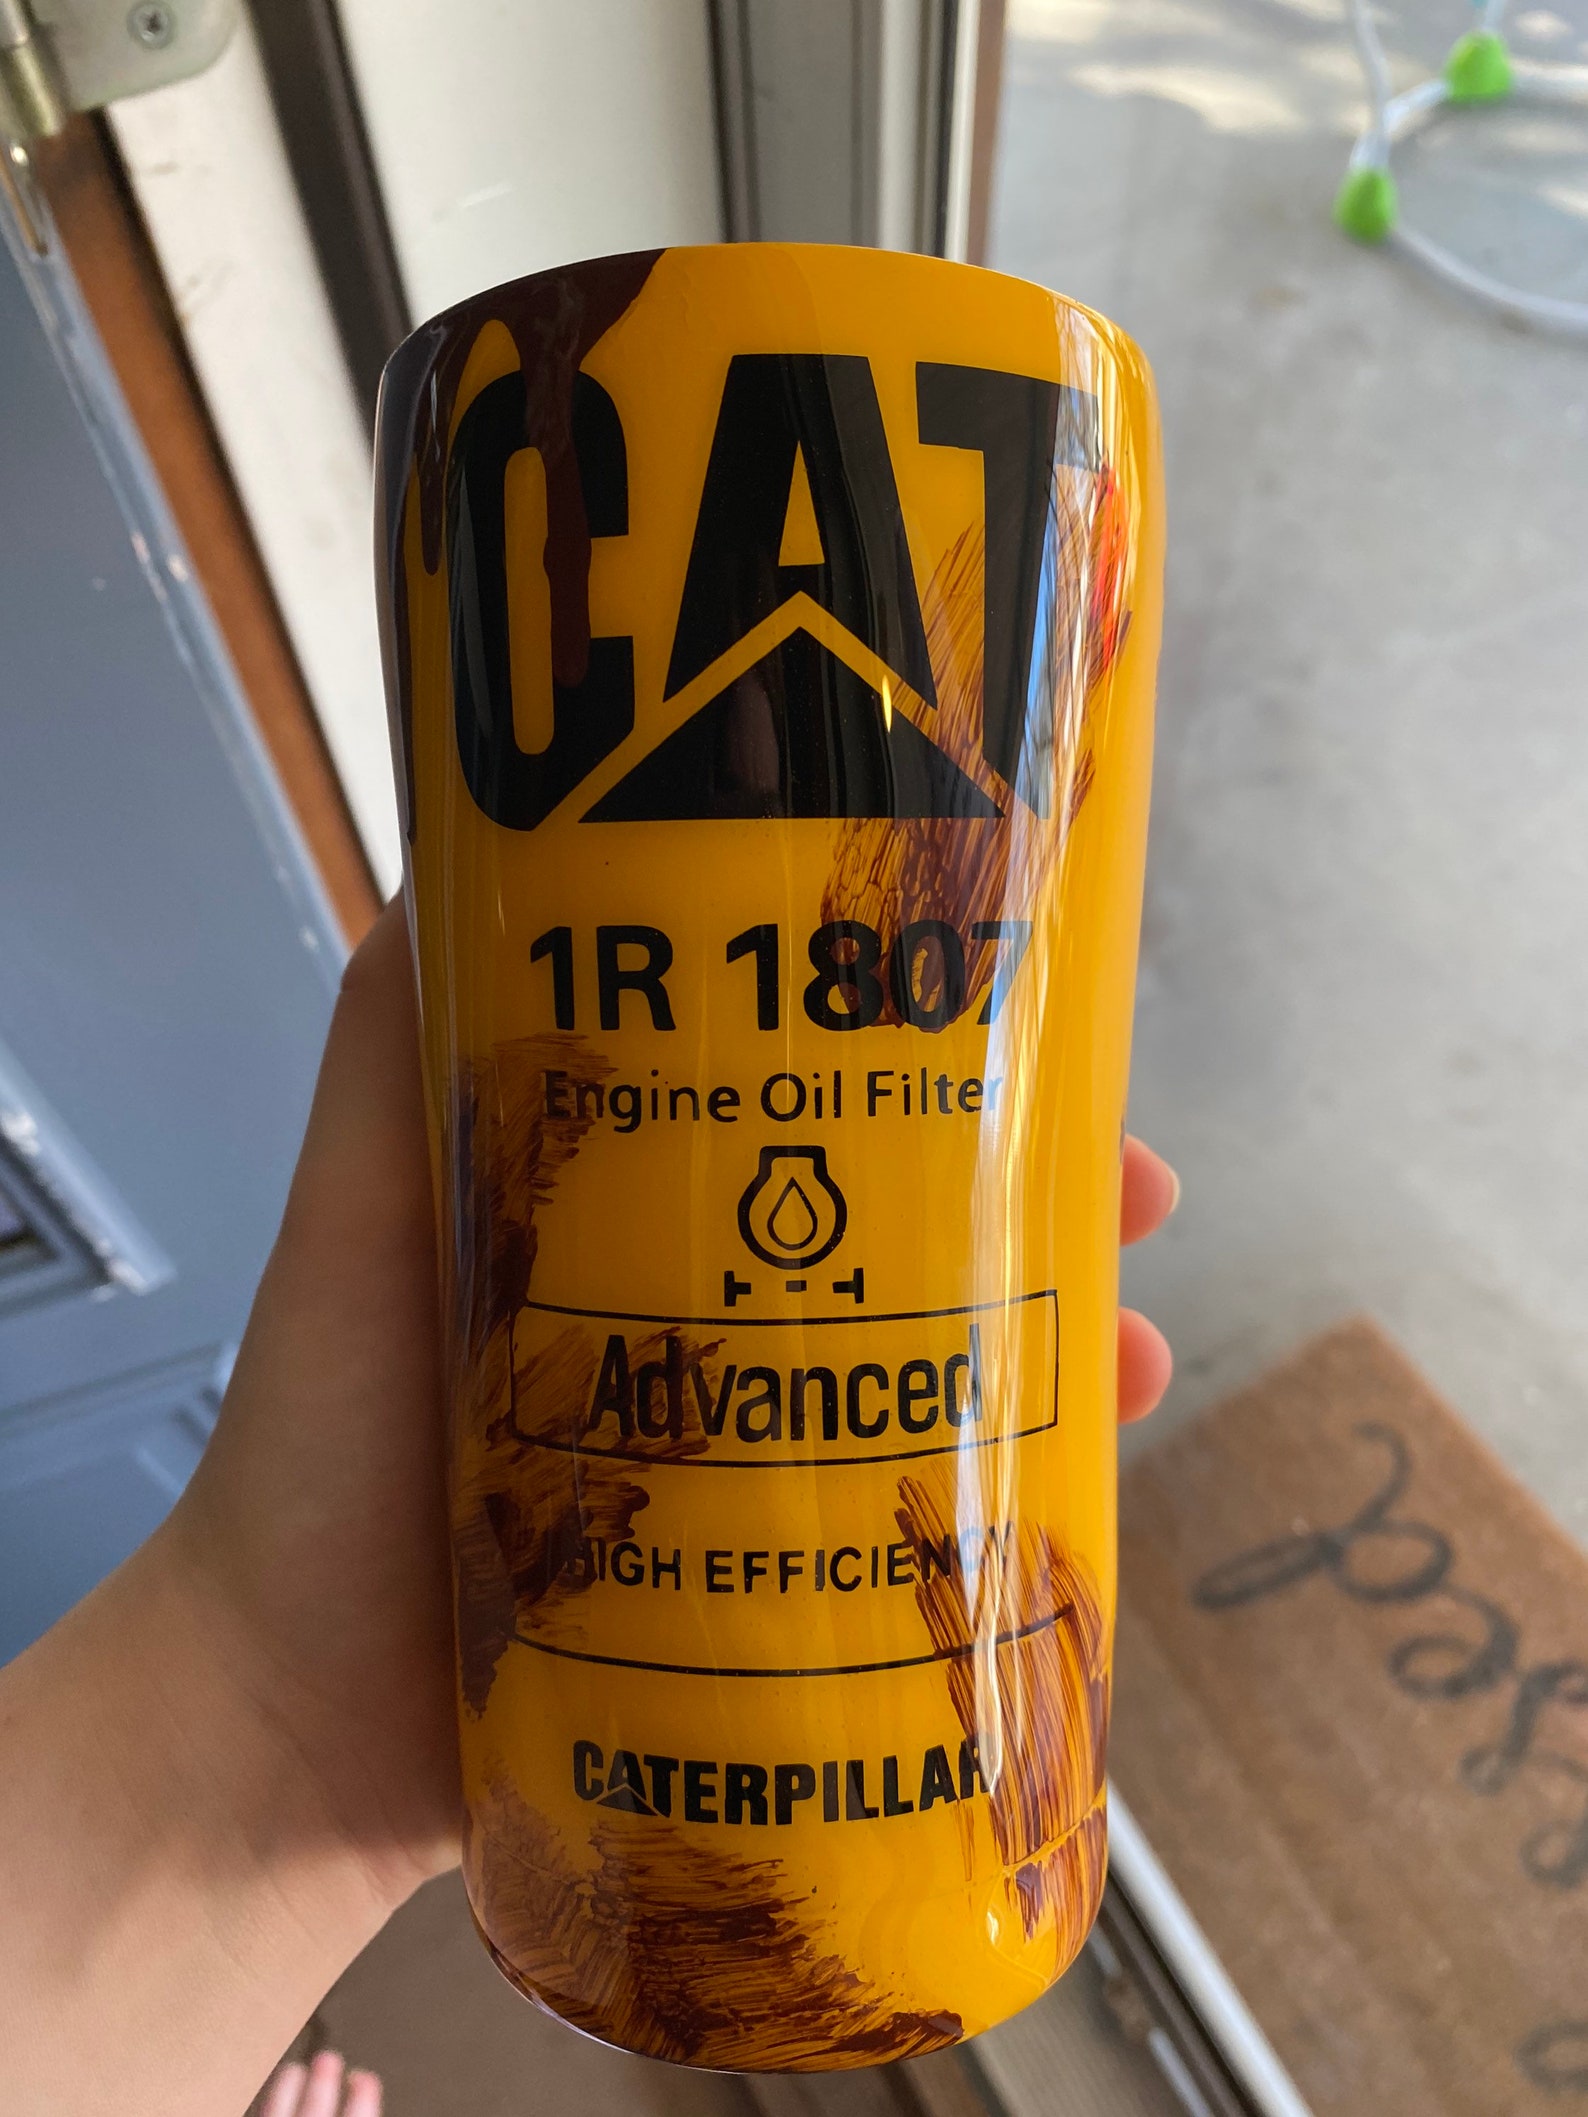 CAT
1R 1807
Engine Oil Filter
Advanced
HIGH EFFICIENCY
CATERPILLAR